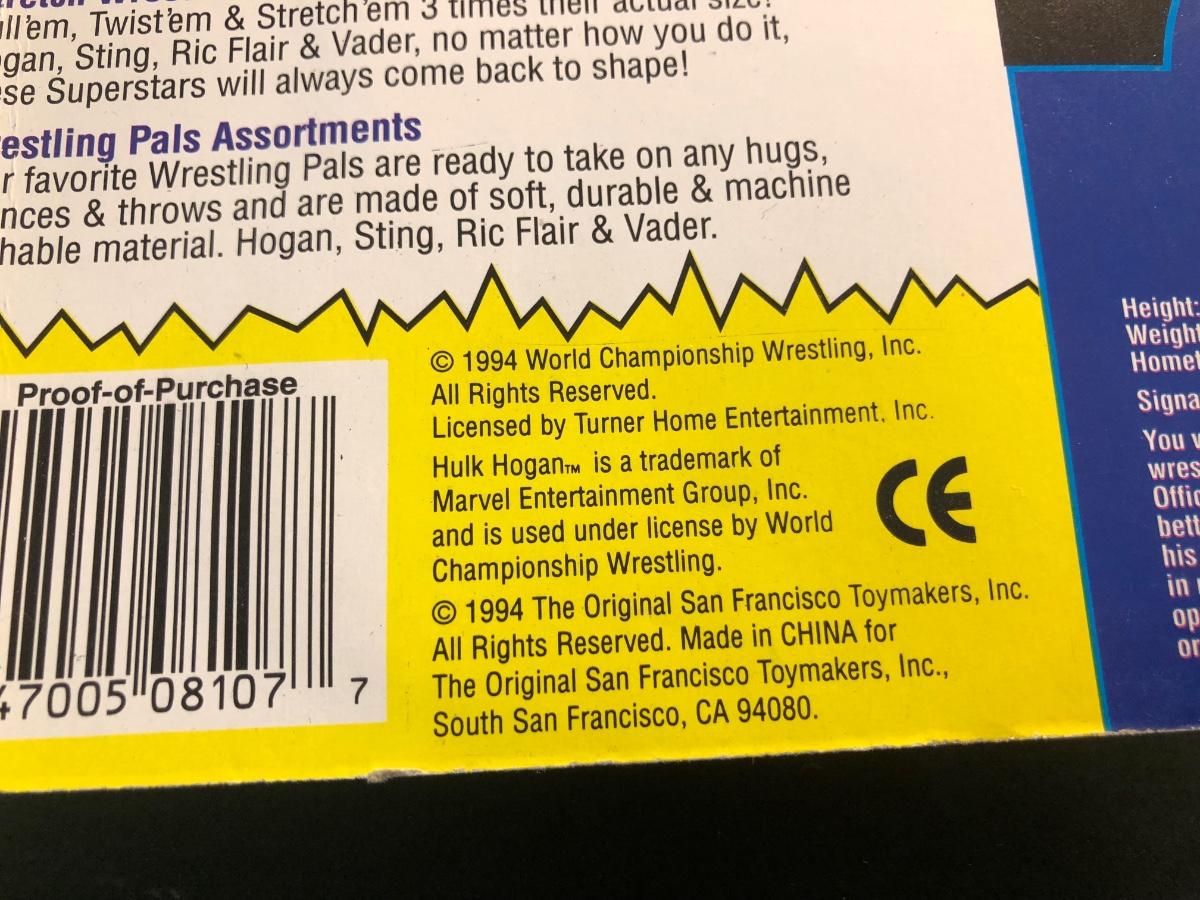 ll'em, Twist'em & Stretch'em 3 times their actual size!
gan, Sting, Ric Flair & Vader, no matter how you do it,
se Superstars will always come back to shape!
estling Pals Assortments
r favorite Wrestling Pals are ready to take on any hugs,
nces & throws and are made of soft, durable & machine
hable material. Hogan, Sting, Ric Flair & Vader.
Proof-of-Purchase
47005 08107 7
© 1994 World Championship Wrestling, Inc.
All Rights Reserved.
Licensed by Turner Home Entertainment, Inc.
Hulk Hogan™ is a trademark of
Marvel Entertainment Group, Inc.
and is used under license by World
Championship Wrestling.
CE
© 1994 The Original San Francisco Toymakers, Inc.
All Rights Reserved. Made in CHINA for
The Original San Francisco Toymakers, Inc.,
South San Francisco, CA 94080.
Height:
Weight
Homet
Signa
You w
wres
Offic
bett
his
in
op
or